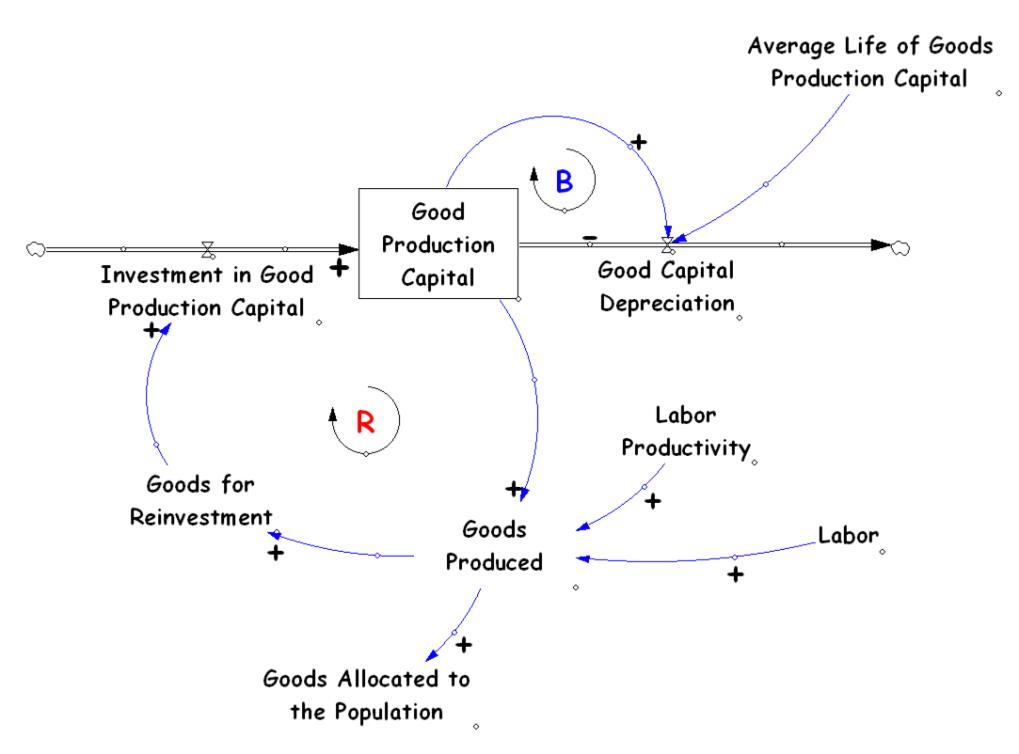 Average Life of Goods
Production Capital
+
B
Good
Production
Capital
-
+
Investment in Good
Production Capital
Good Capital
Depreciation
+
R
Labor
Productivity
+
+
Goods for
Reinvestment
Goods
Produced
Labor
+
+
+
Goods Allocated to
the Population